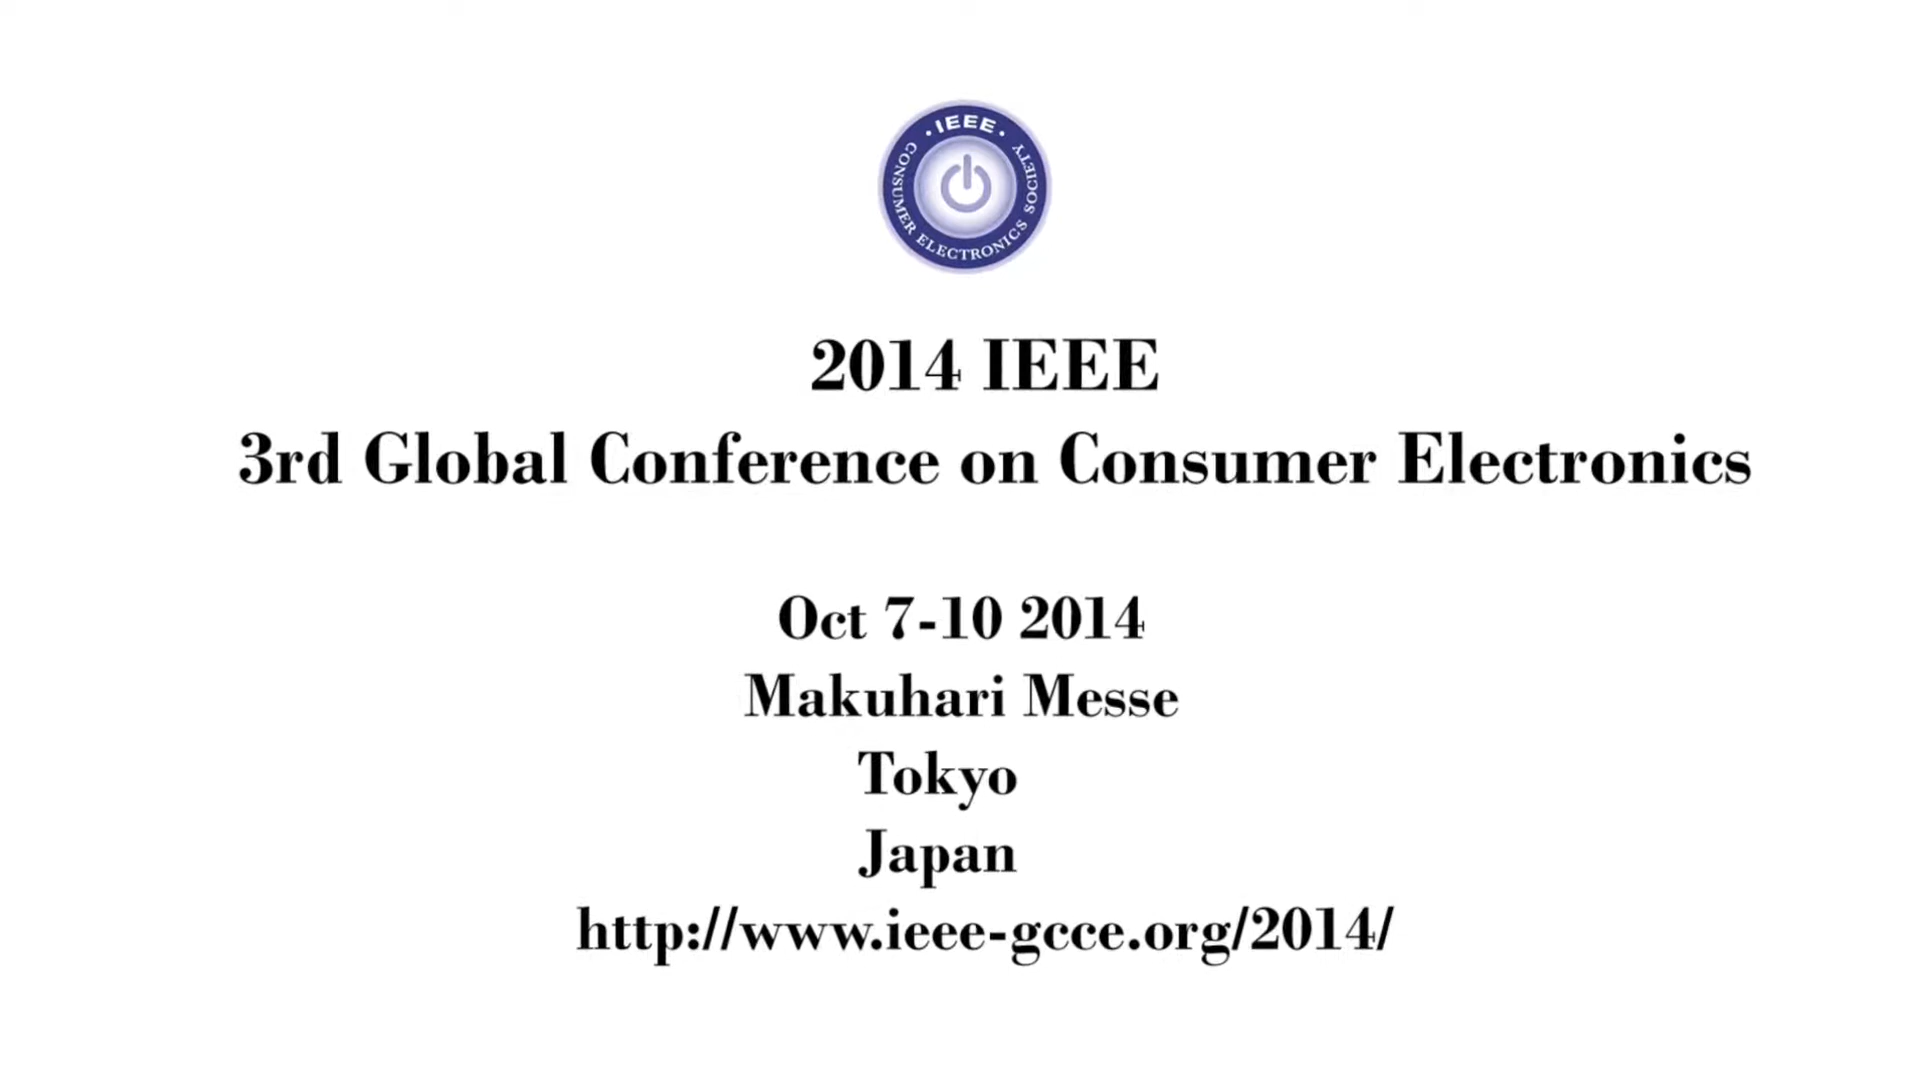 · IEEE ·
CONSUMER ELECTRONICS SOCIETY
2014 IEEE
3rd Global Conference on Consumer Electronics
Oct 7-10 2014
Makuhari Messe
Tokyo
Japan
http://www.ieee-gcce.org/2014/